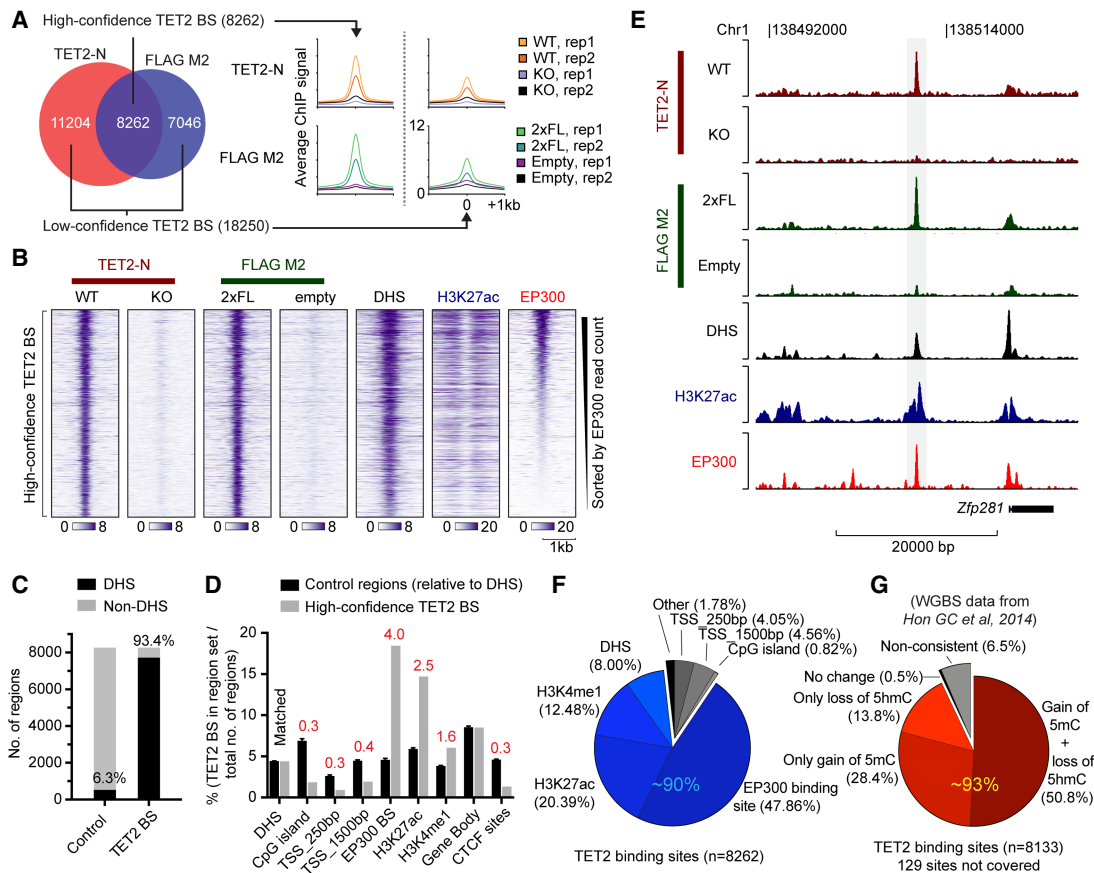 A
High-confidence TET2 BS (8262)
TET2-N
FLAG M2
11204
8262
7046
Low-confidence TET2 BS (18250)
TET2-N
FLAG M2
Average ChIP signal
12
0
0
+1kb
WT, rep1
WT, rep2
KO, rep1
KO, rep2
2xFL, rep1
2xFL, rep2
Empty, rep1
Empty, rep2
B
TET2-N
FLAG M2
WT
KO
2xFL
empty
DHS
H3K27ac
EP300
High-confidence TET2 BS
Sorted by EP300 read count
0 8
0 8
0 8
0 8
0 8
0 20
0 20
1kb
C
DHS
Non-DHS
No. of regions
8000
6000
4000
2000
0
93.4%
6.3%
Control
TET2 BS
D
Control regions (relative to DHS)
High-confidence TET2 BS
% (TET2 BS in regions /
total no. of regions)
20
15
10
5
0
Matched
0.3
0.3
0.4
4.0
2.5
1.6
0.3
DHS
CpG island
TSS_250bp
TSS_1500bp
EP300 BS
H3K27ac
H3K4me1
Gene Body
CTCF sites
E
Chr1
138492000
138514000
TET2-N
FLAG M2
WT
KO
2xFL
Empty
DHS
H3K27ac
EP300
Zfp281
20000 bp
F
Other (1.78%)
TSS_250bp (4.05%)
TSS_1500bp (4.56%)
CpG island (0.82%)
DHS
(8.00%)
H3K4me1
(12.48%)
H3K27ac
(20.39%)
~90%
EP300 binding
site (47.86%)
TET2 binding sites (n=8262)
G
(WGBS data from
Hon GC et al, 2014)
Non-consistent (6.5%)
No change (0.5%)
Only loss of 5hmC
(13.8%)
Only gain of 5mC
(28.4%)
~93%
Gain of
5mC
+
loss of
5hmC
(50.8%)
TET2 binding sites (n=8133)
129 sites not covered